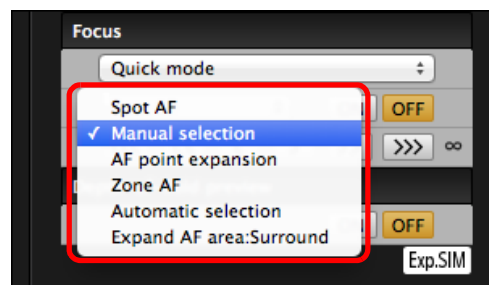 Focus
Quick mode
Spot AF
OFF
✓ Manual selection
>>> ∞
AF point expansion
Zone AF
Automatic selection
OFF
Expand AF area:Surround
Exp.SIM